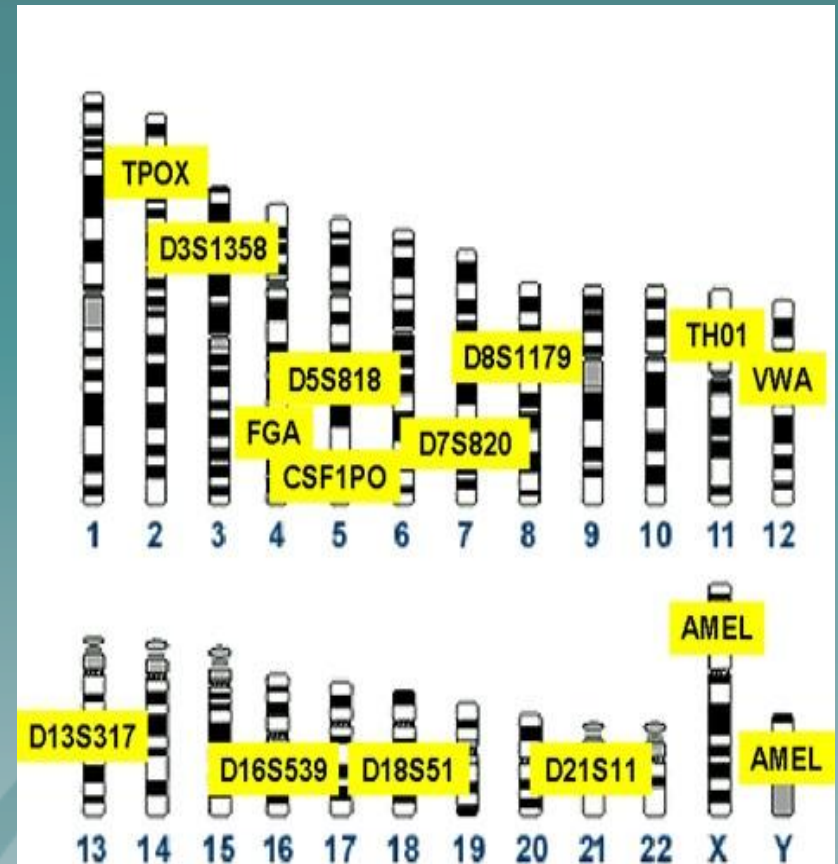 TPOX
D3S1358
TH01
D8S1179
VWA
D5S818
FGA
D7S820
CSF1PO
1 2 3 4 5 6 7 8 9 10 11 12
AMEL
D13S317
D16S539
D18S51
D21S11
AMEL
13 14 15 16 17 18 19 20 21 22 X Y